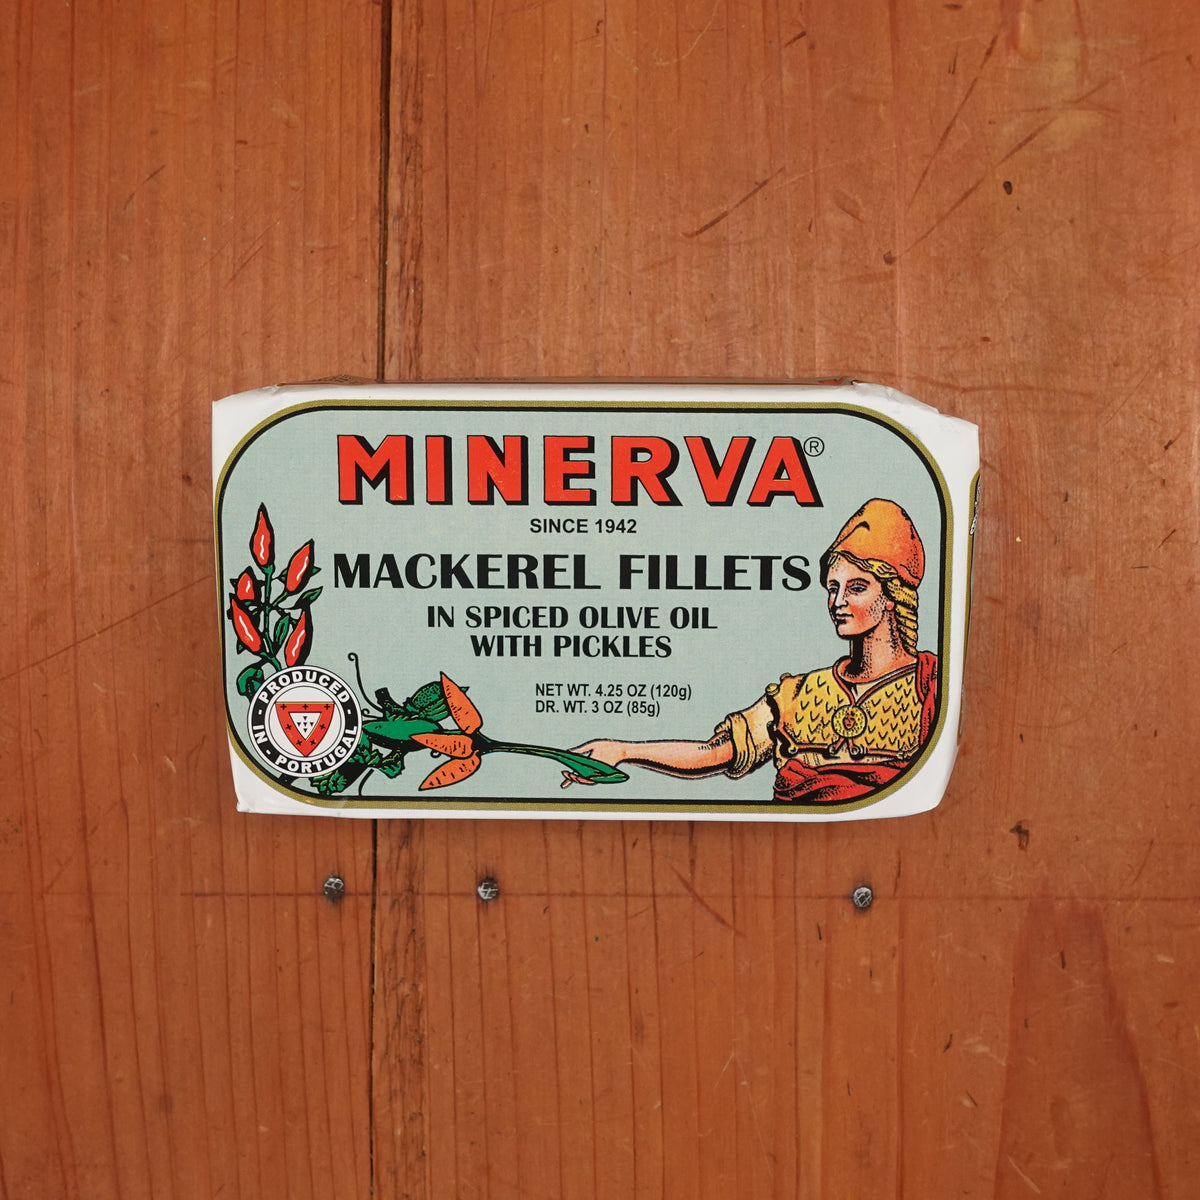 MINERVA®
SINCE 1942
MACKEREL FILLETS
IN SPICED OLIVE OIL
WITH PICKLES
NET WT. 4.25 OZ (120g)
DR. WT. 3 OZ (85g)
PRODUCED
· IN · PORTUGAL